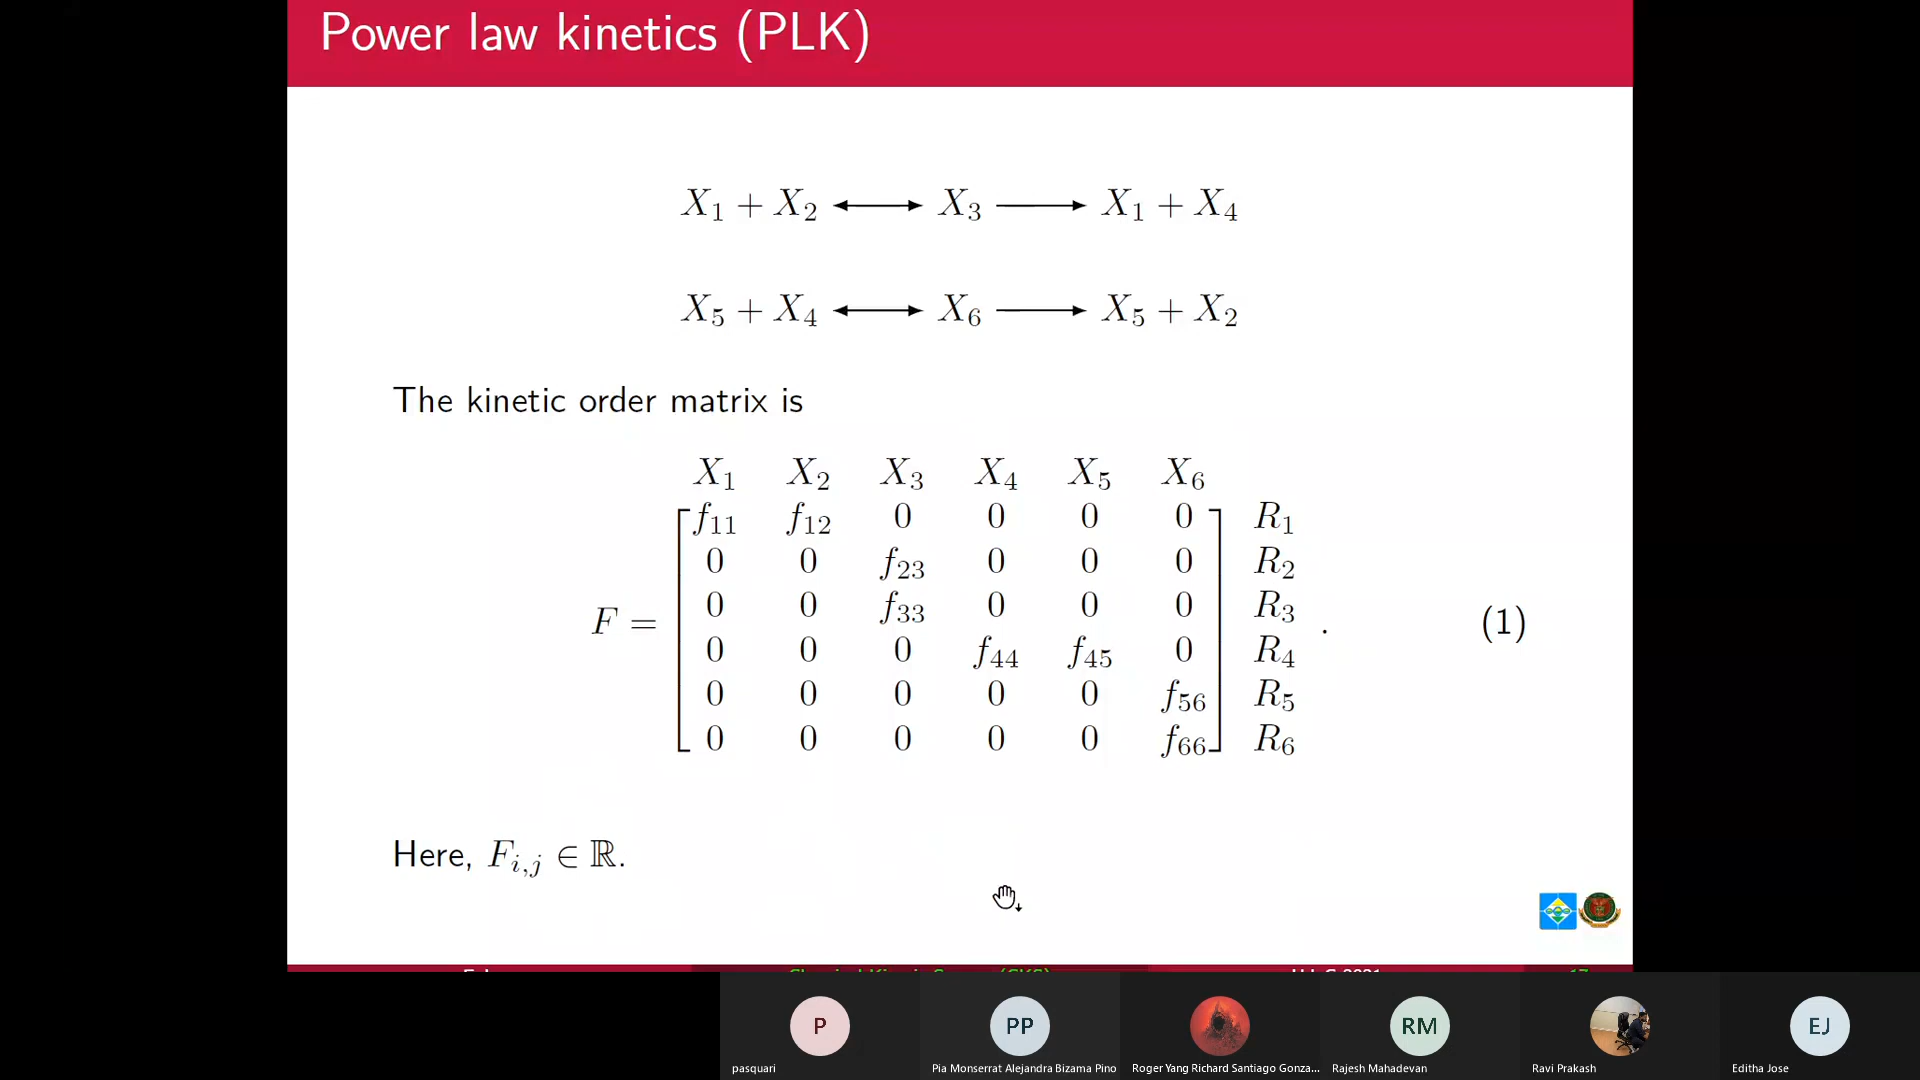 Power law kinetics (PLK)
X₁ + X₂ ⟷ X₃ ⟶ X₁ + X₄
X₅ + X₄ ⟷ X₆ ⟶ X₅ + X₂
The kinetic order matrix is
X₁ X₂ X₃ X₄ X₅ X₆
f₁₁ f₁₂ 0 0 0 0 R₁
0 0 f₂₃ 0 0 0 R₂
0 0 f₃₃ 0 0 0 R₃
F = . (1)
0 0 0 f₄₄ f₄₅ 0 R₄
0 0 0 0 0 f₅₆ R₅
0 0 0 0 0 f₆₆ R₆
Here, F_{i,j} ∈ ℝ.
P PP RM EJ
pasquari Pia Monserrat Alejandra Bizama Pino Roger Yang Richard Santiago Gonza... Rajesh Mahadevan Ravi Prakash Editha Jose